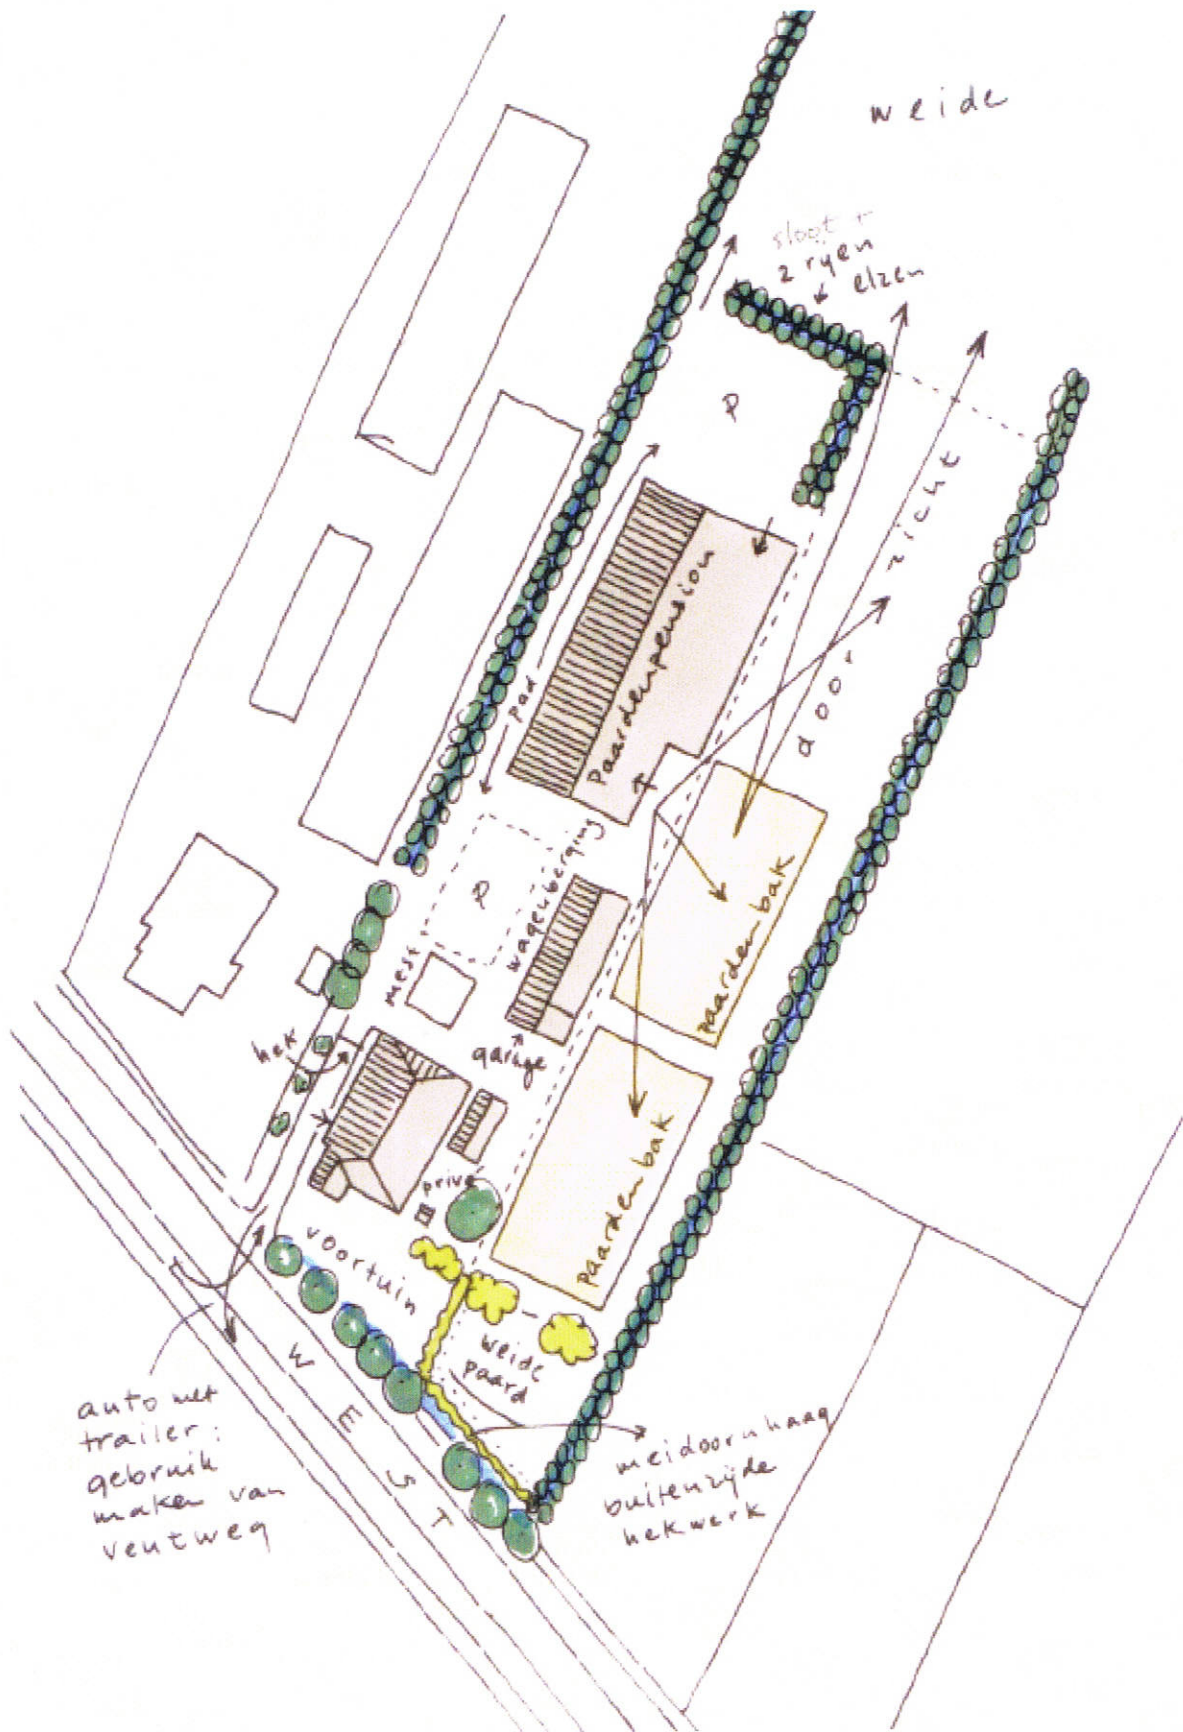 weide
sloot +
2 rijen
elzen
P
door-zicht
Paardenpension
pad
P
wagenberging
mest
paardenbak
garage
hek
paardenbak
privé
voortuin
weide
paard
WEST
auto met
trailer:
gebruik
maken van
ventweg
meidoornhaag
buitenzijde
hekwerk